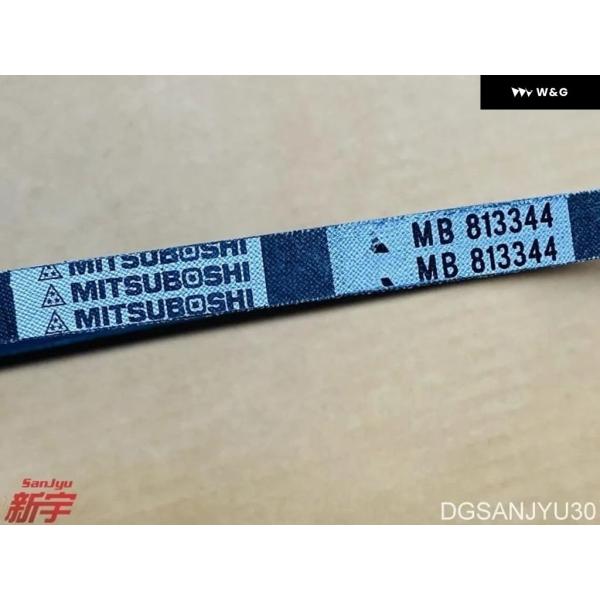 W&G
MB 813344
MB 813344
MITSUBOSHI
MITSUBOSHI
MITSUBOSHI
SanJyu
新宇
DGSANJYU30